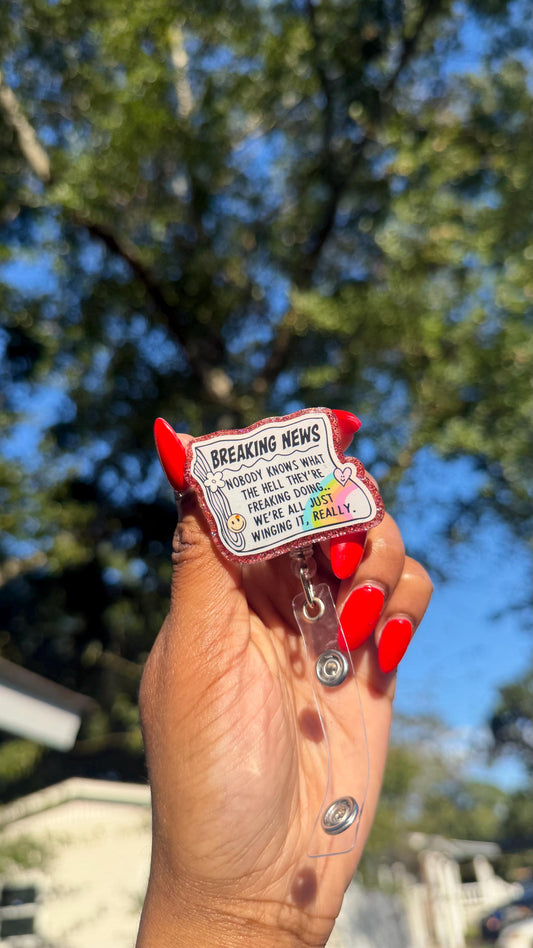 BREAKING NEWS
NOBODY KNOWS WHAT
THE HELL THEY'RE
FREAKING DOING..
WE'RE ALL JUST
WINGING IT, REALLY.